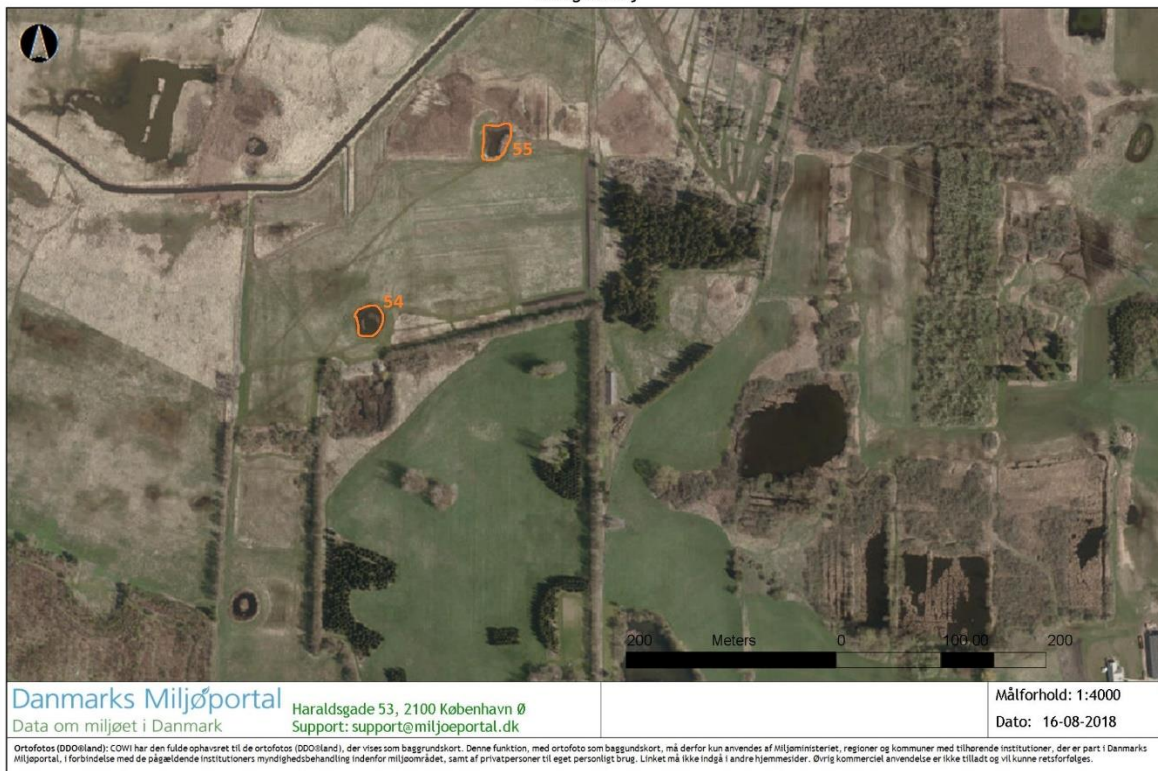 55
54
200 Meters 0 100,00 200
Danmarks Miljøportal
Data om miljøet i Danmark
Haraldsgade 53, 2100 København Ø
Support: support@miljoeportal.dk
Målforhold: 1:4000
Dato: 16-08-2018
Ortofotos (DDO®land): COWI har den fulde ophavsret til de ortofotos (DDO®land), der vises som baggrundskort. Denne funktion, med ortofoto som baggundskort, må derfor kun anvendes af Miljøministeriet, regioner og kommuner med tilhørende institutioner, der er part i Danmarks
Miljøportal, i forbindelse med de pågældende institutioners myndighedsbehandling indenfor miljøområdet, samt af privatpersoner til eget personligt brug. Linket må ikke indgå i andre hjemmesider. Øvrig kommerciel anvendelse er ikke tilladt og vil kunne retsforfølges.